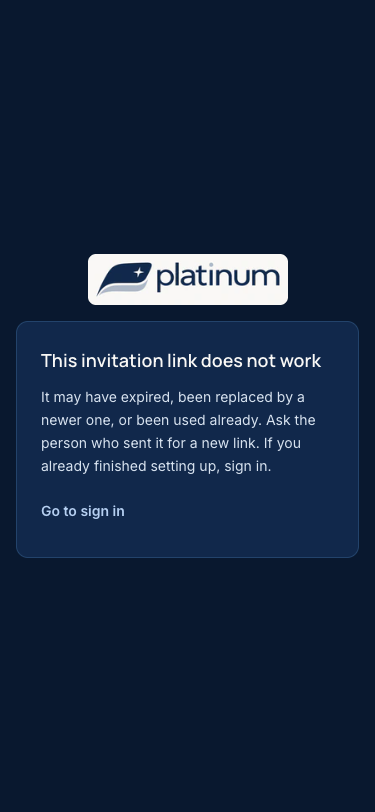 platinum
This invitation link does not work
It may have expired, been replaced by a
newer one, or been used already. Ask the
person who sent it for a new link. If you
already finished setting up, sign in.
Go to sign in